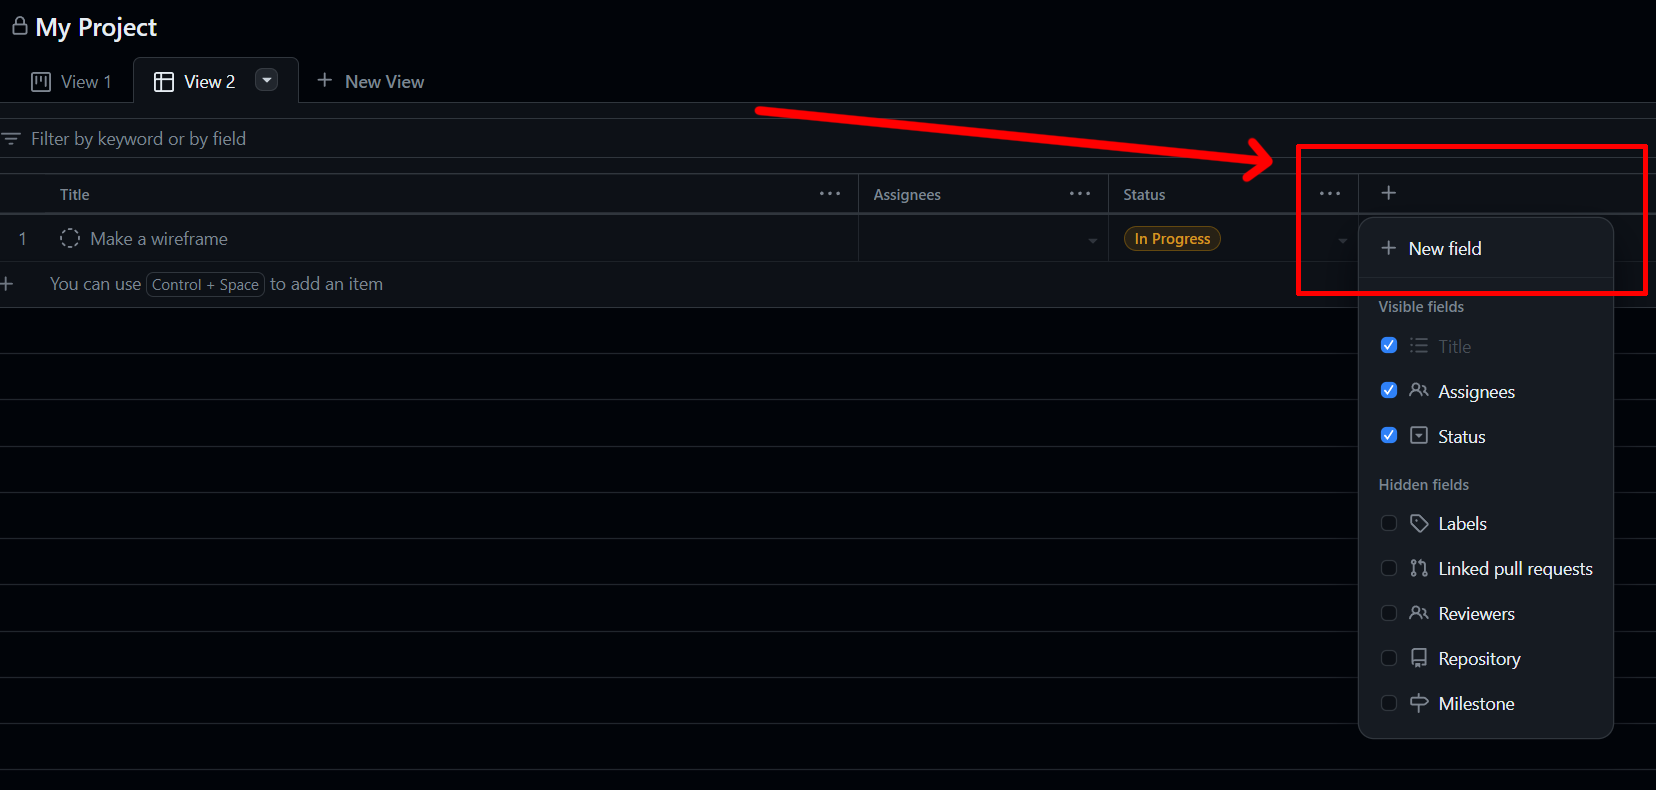 My Project
View 1
View 2
New View
Filter by keyword or by field
Title
Assignees
Status
1
Make a wireframe
In Progress
You can use Control + Space to add an item
New field
Visible fields
Title
Assignees
Status
Hidden fields
Labels
Linked pull requests
Reviewers
Repository
Milestone